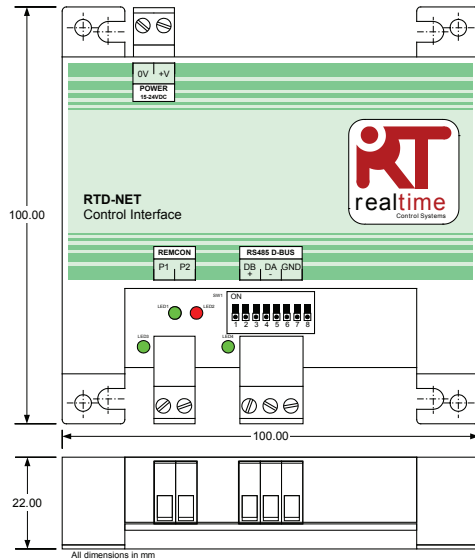 0V +V
POWER
15-24VDC
RT
realtime
Control Systems
100.00
RTD-NET
Control Interface
REMCON
RS485 D-BUS
P1 P2
DB DA GND
+ -
SW1
ON
LED1
LED2
1 2 3 4 5 6 7 8
LED3
LED4
100.00
22.00
All dimensions in mm